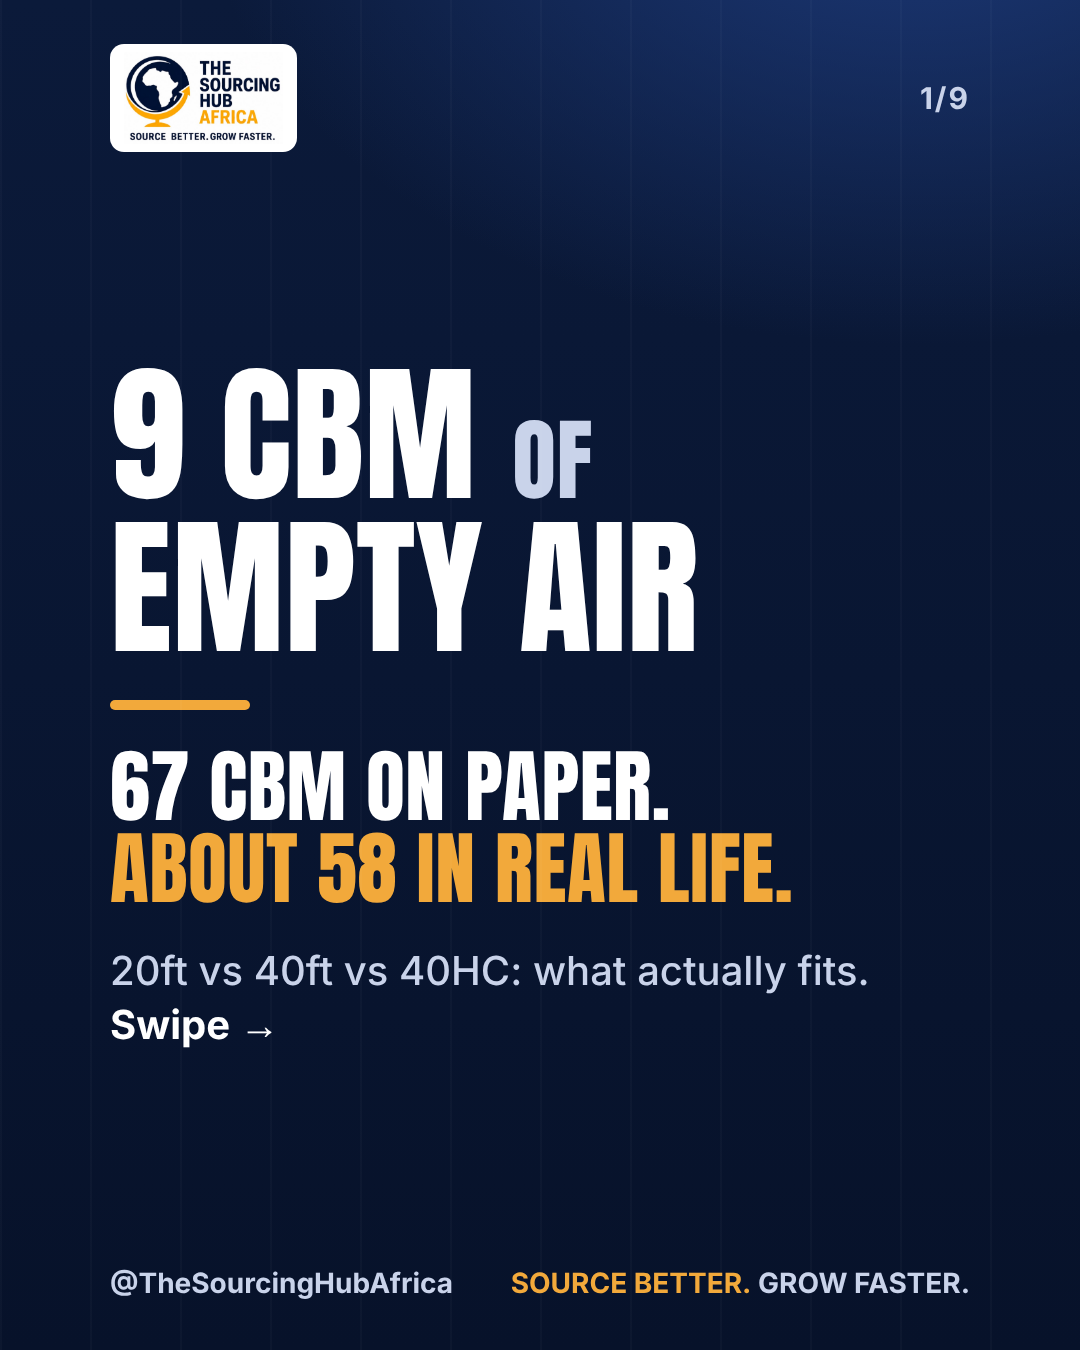 THE
SOURCING
HUB
AFRICA
SOURCE BETTER. GROW FASTER.
1/9
9 CBM OF
EMPTY AIR
67 CBM ON PAPER.
ABOUT 58 IN REAL LIFE.
20ft vs 40ft vs 40HC: what actually fits.
Swipe →
@TheSourcingHubAfrica
SOURCE BETTER. GROW FASTER.